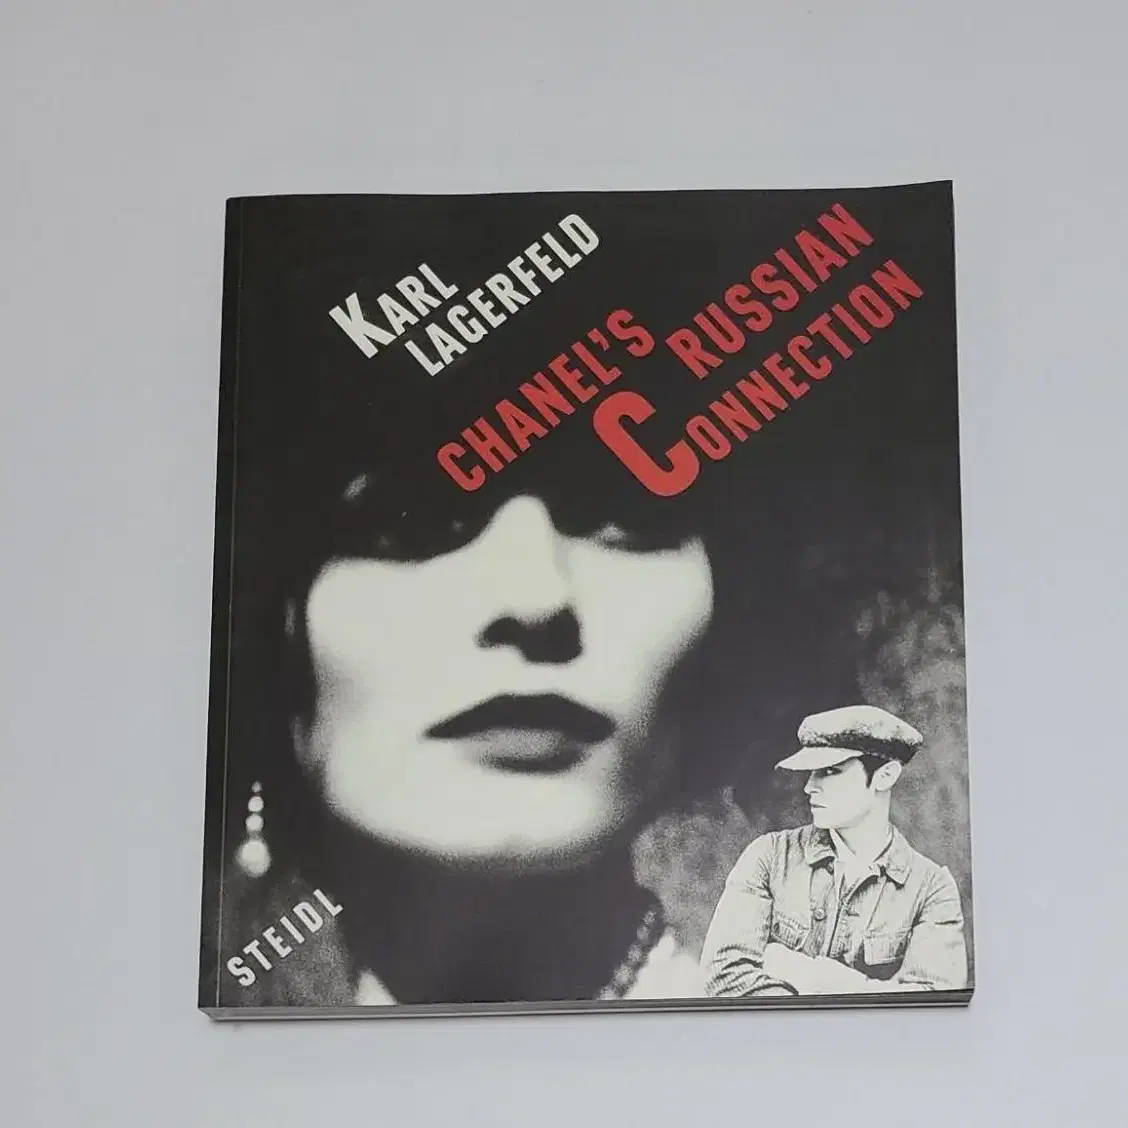 KARL
LAGERFELD
CHANEL'S
RUSSIAN
CONNECTION
STEIDL